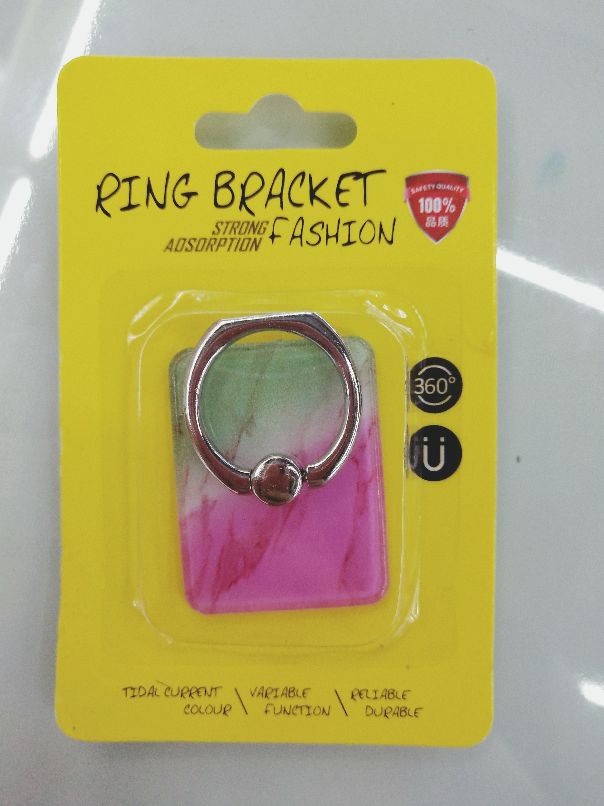 RING BRACKET
STRONG
ADSORPTION
FASHION
SAFETY QUALITY
100%
品质
360°
TIDAL CURRENT
COLOUR
VARIABLE
FUNCTION
RELIABLE
DURABLE